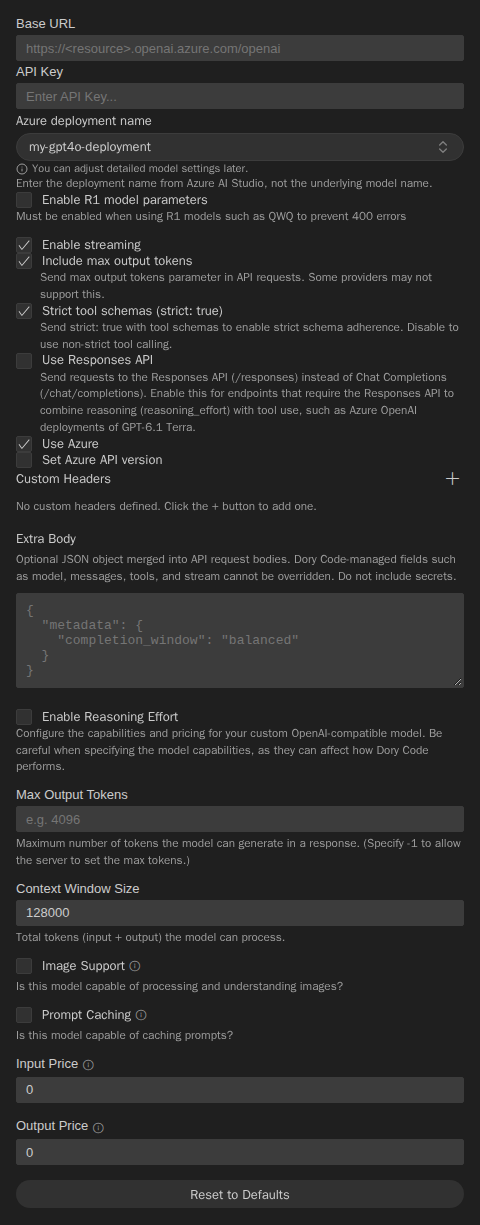 Base URL
https://<resource>.openai.azure.com/openai
API Key
Enter API Key...
Azure deployment name
my-gpt4o-deployment
You can adjust detailed model settings later.
Enter the deployment name from Azure AI Studio, not the underlying model name.
Enable R1 model parameters
Must be enabled when using R1 models such as QWQ to prevent 400 errors
Enable streaming
Include max output tokens
Send max output tokens parameter in API requests. Some providers may not
support this.
Strict tool schemas (strict: true)
Send strict: true with tool schemas to enable strict schema adherence. Disable to
use non-strict tool calling.
Use Responses API
Send requests to the Responses API (/responses) instead of Chat Completions
(/chat/completions). Enable this for endpoints that require the Responses API to
combine reasoning (reasoning_effort) with tool use, such as Azure OpenAI
deployments of GPT-6.1 Terra.
Use Azure
Set Azure API version
Custom Headers
No custom headers defined. Click the + button to add one.
Extra Body
Optional JSON object merged into API request bodies. Dory Code-managed fields such
as model, messages, tools, and stream cannot be overridden. Do not include secrets.
{
"metadata": {
"completion_window": "balanced"
}
}
Enable Reasoning Effort
Configure the capabilities and pricing for your custom OpenAI-compatible model. Be
careful when specifying the model capabilities, as they can affect how Dory Code
performs.
Max Output Tokens
e.g. 4096
Maximum number of tokens the model can generate in a response. (Specify -1 to allow
the server to set the max tokens.)
Context Window Size
128000
Total tokens (input + output) the model can process.
Image Support
Is this model capable of processing and understanding images?
Prompt Caching
Is this model capable of caching prompts?
Input Price
0
Output Price
0
Reset to Defaults